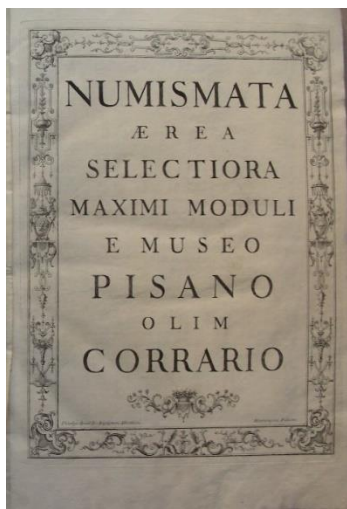 NUMISMATA
ÆREA
SELECTIORA
MAXIMI MODULI
E MUSEO
PISANO
OLIM
CORRARIO